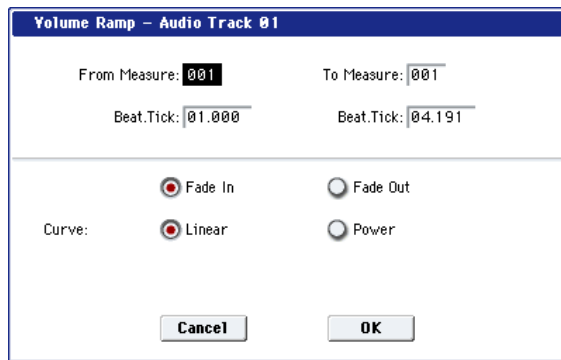 Volume Ramp – Audio Track 01
From Measure: 001 To Measure: 001
Beat.Tick: 01.000 Beat.Tick: 04.191
Fade In Fade Out
Curve: Linear Power
Cancel OK